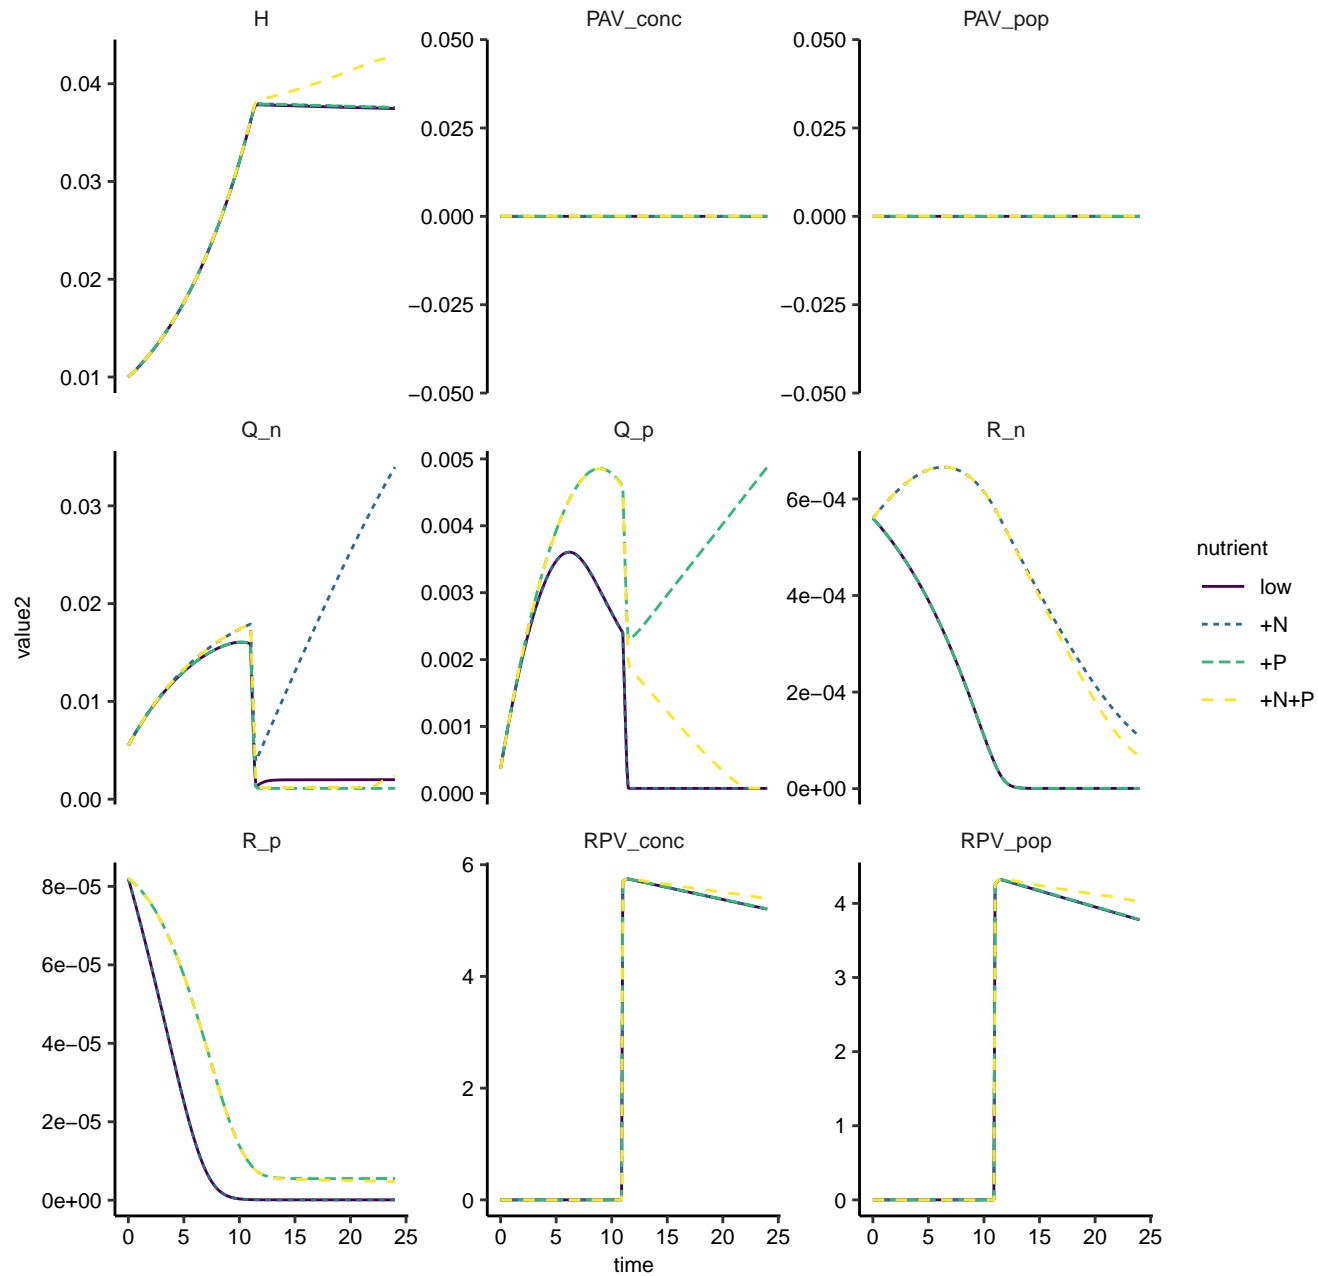 H
PAV_conc
PAV_pop
0.04
0.03
0.02
0.01
0.050
0.025
0.000
−0.025
−0.050
0.050
0.025
0.000
−0.025
−0.050
Q_n
Q_p
R_n
0.03
0.02
0.01
0.00
0.005
0.004
0.003
0.002
0.001
0.000
6e−04
4e−04
2e−04
0e+00
value2
nutrient
low
+N
+P
+N+P
R_p
RPV_conc
RPV_pop
8e−05
6e−05
4e−05
2e−05
0e+00
6
4
2
0
4
3
2
1
0
0 5 10 15 20 25
0 5 10 15 20 25
0 5 10 15 20 25
time